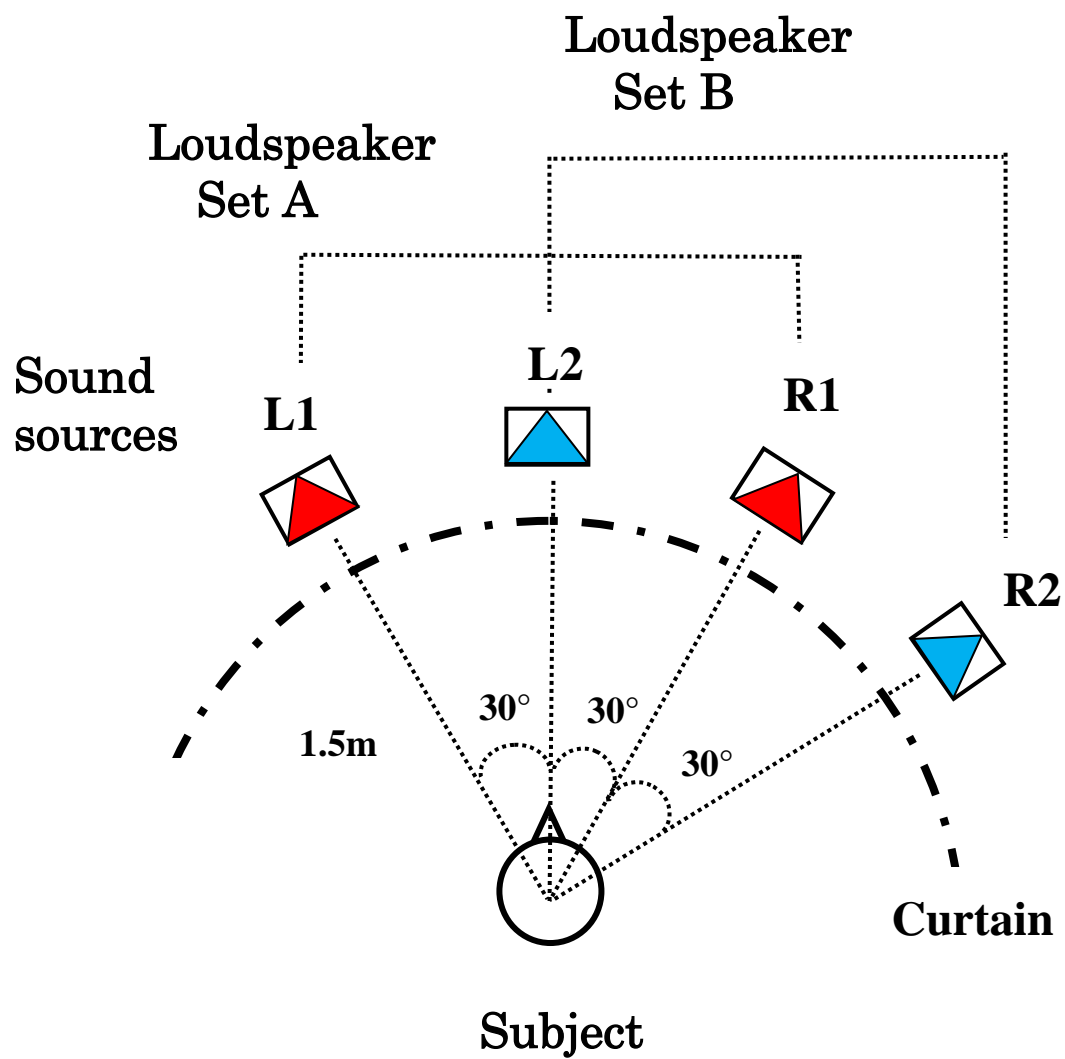 Loudspeaker
Set B
Loudspeaker
Set A
L2
Sound
sources
L1
R1
R2
30°
30°
30°
1.5m
Curtain
Subject